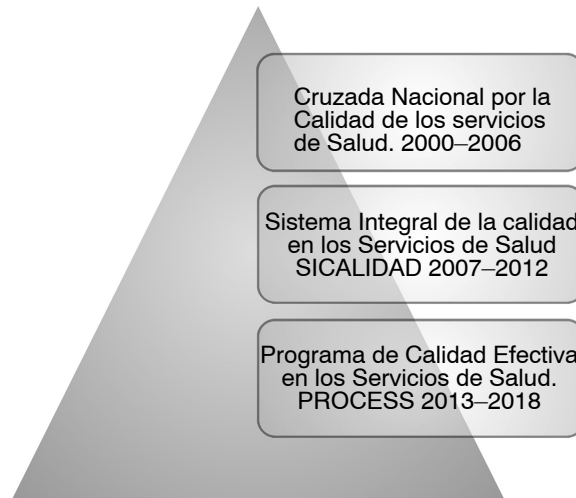 Cruzada Nacional por la
Calidad de los servicios
de Salud. 2000–2006
Sistema Integral de la calidad
en los Servicios de Salud
SICALIDAD 2007–2012
Programa de Calidad Efectiva
en los Servicios de Salud.
PROCESS 2013–2018